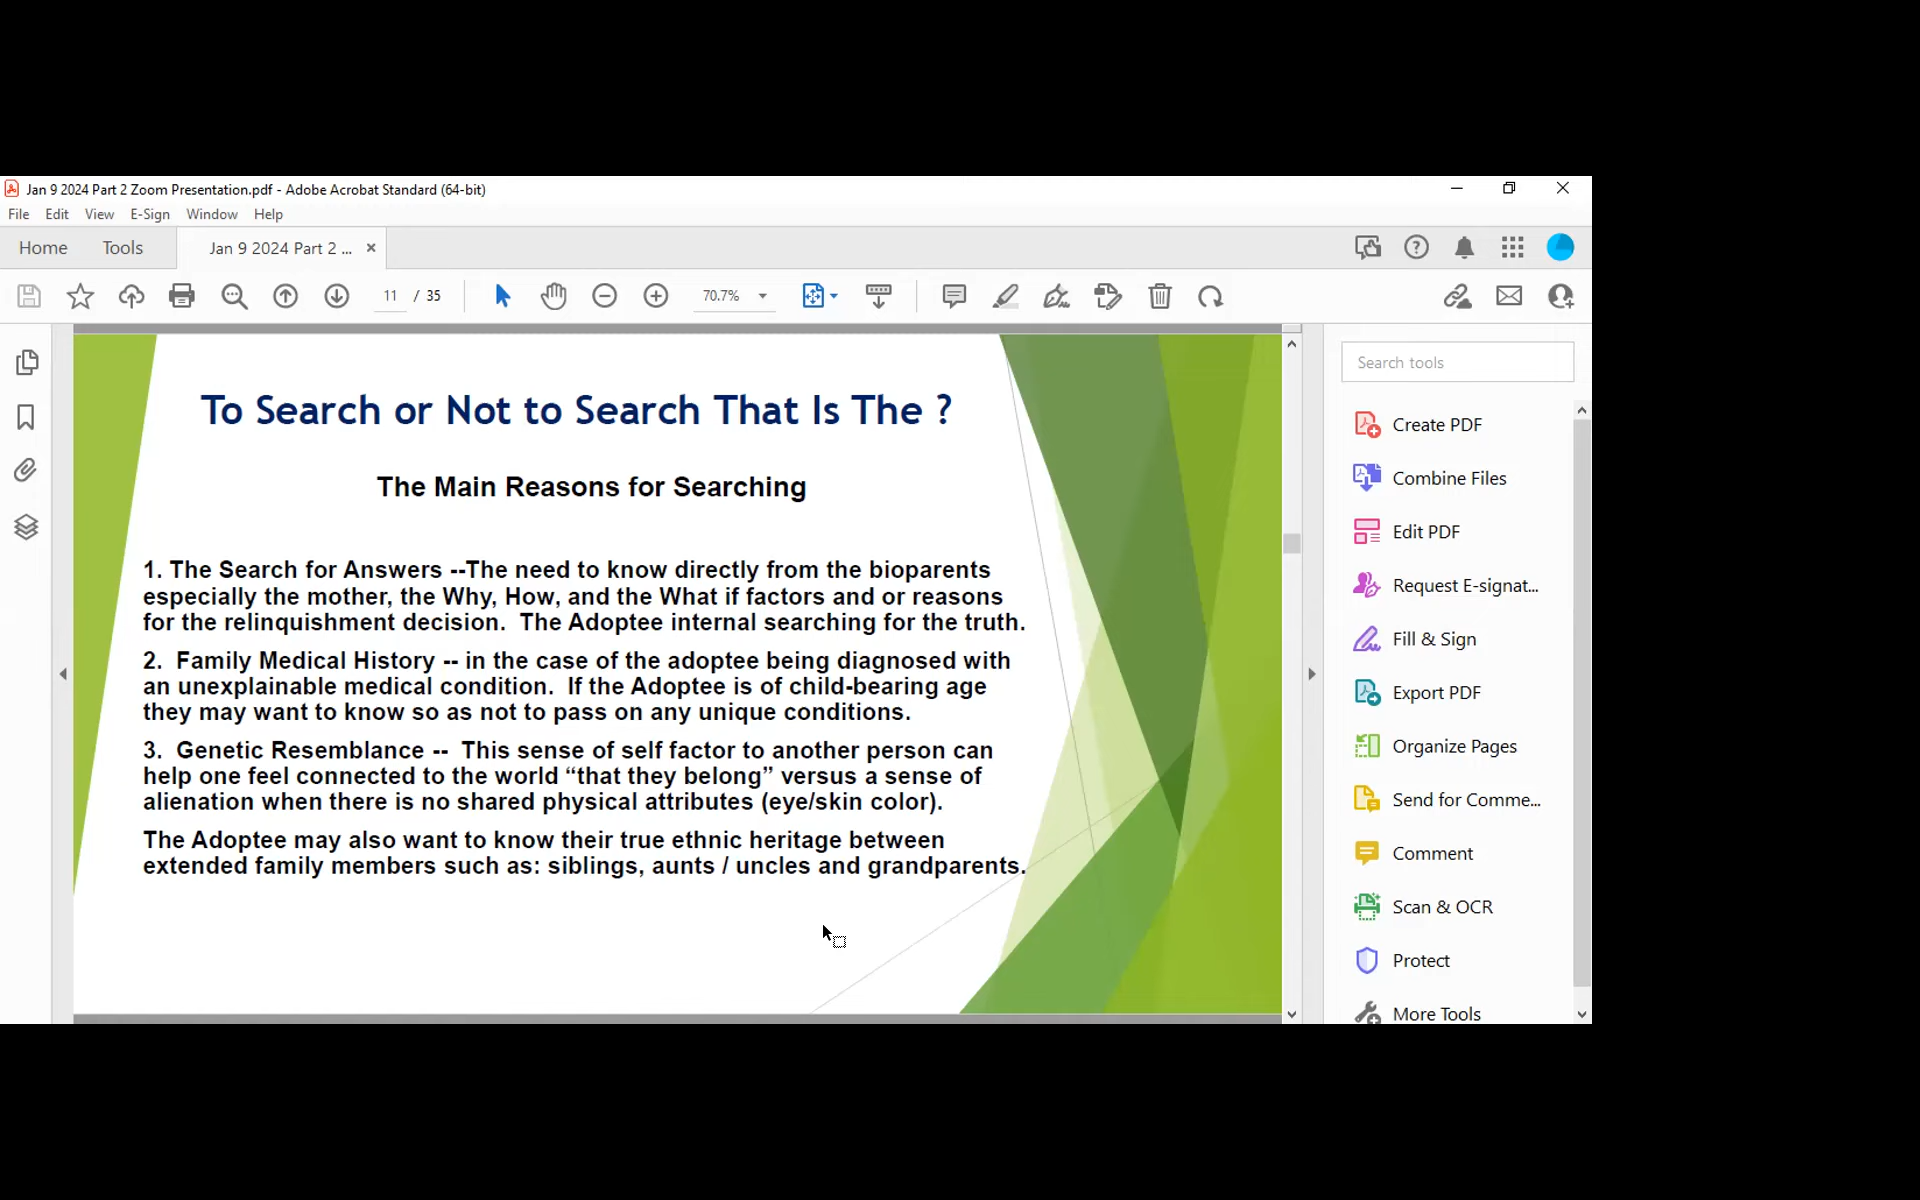 Jan 9 2024 Part 2 Zoom Presentation.pdf - Adobe Acrobat Standard (64-bit)
File Edit View E-Sign Window Help
Home Tools Jan 9 2024 Part 2 ... ×
11 / 35 70.7%
To Search or Not to Search That Is The ?
The Main Reasons for Searching
1. The Search for Answers --The need to know directly from the bioparents
especially the mother, the Why, How, and the What if factors and or reasons
for the relinquishment decision.  The Adoptee internal searching for the truth.
2.  Family Medical History -- in the case of the adoptee being diagnosed with
an unexplainable medical condition.  If the Adoptee is of child-bearing age
they may want to know so as not to pass on any unique conditions.
3.  Genetic Resemblance --  This sense of self factor to another person can
help one feel connected to the world “that they belong” versus a sense of
alienation when there is no shared physical attributes (eye/skin color).
The Adoptee may also want to know their true ethnic heritage between
extended family members such as: siblings, aunts / uncles and grandparents.
Search tools
Create PDF
Combine Files
Edit PDF
Request E-signat...
Fill & Sign
Export PDF
Organize Pages
Send for Comme...
Comment
Scan & OCR
Protect
More Tools